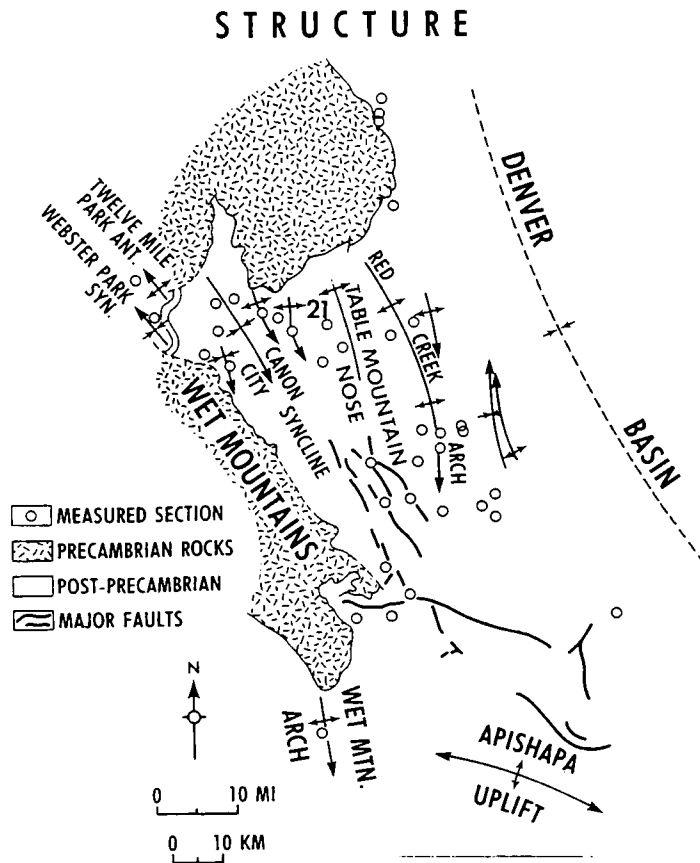 STRUCTURE
DENVER
BASIN
TWELVE MILE
PARK ANT.
WEBSTER PARK
SYN.
RED
CREEK
ARCH
21
TABLE MOUNTAIN
NOSE
CANON
CITY
SYNCLINE
WET MOUNTAINS
MEASURED SECTION
PRECAMBRIAN ROCKS
POST-PRECAMBRIAN
MAJOR FAULTS
N
WET MTN.
ARCH
APISHAPA
UPLIFT
0 10 MI
0 10 KM